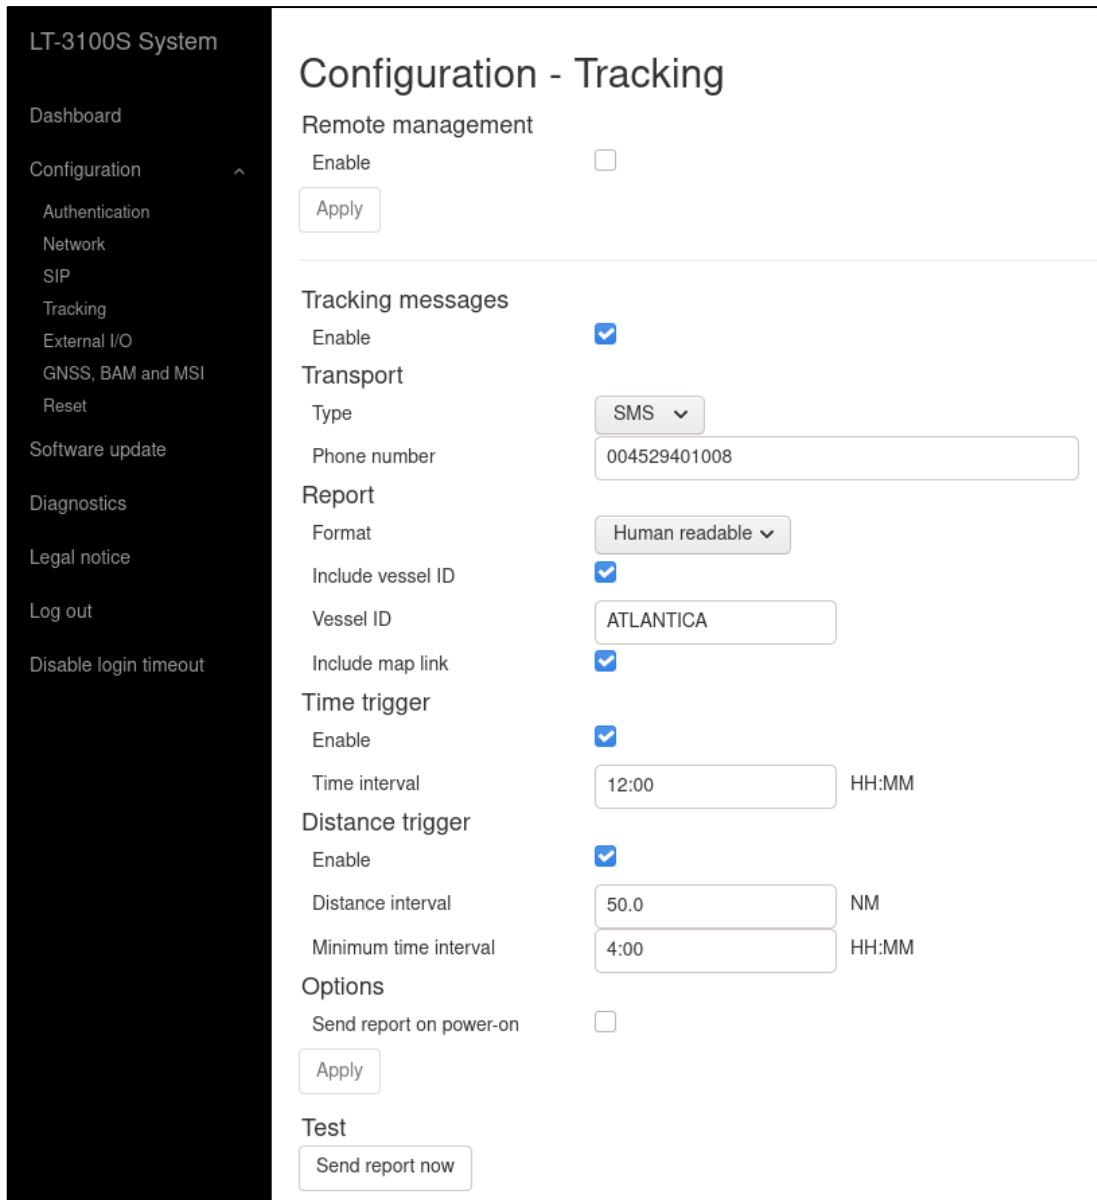 LT-3100S System
Dashboard
Configuration
Authentication
Network
SIP
Tracking
External I/O
GNSS, BAM and MSI
Reset
Software update
Diagnostics
Legal notice
Log out
Disable login timeout
Configuration - Tracking
Remote management
Enable
Apply
Tracking messages
Enable
Transport
Type SMS
Phone number 004529401008
Report
Format Human readable
Include vessel ID
Vessel ID ATLANTICA
Include map link
Time trigger
Enable
Time interval 12:00 HH:MM
Distance trigger
Enable
Distance interval 50.0 NM
Minimum time interval 4:00 HH:MM
Options
Send report on power-on
Apply
Test
Send report now